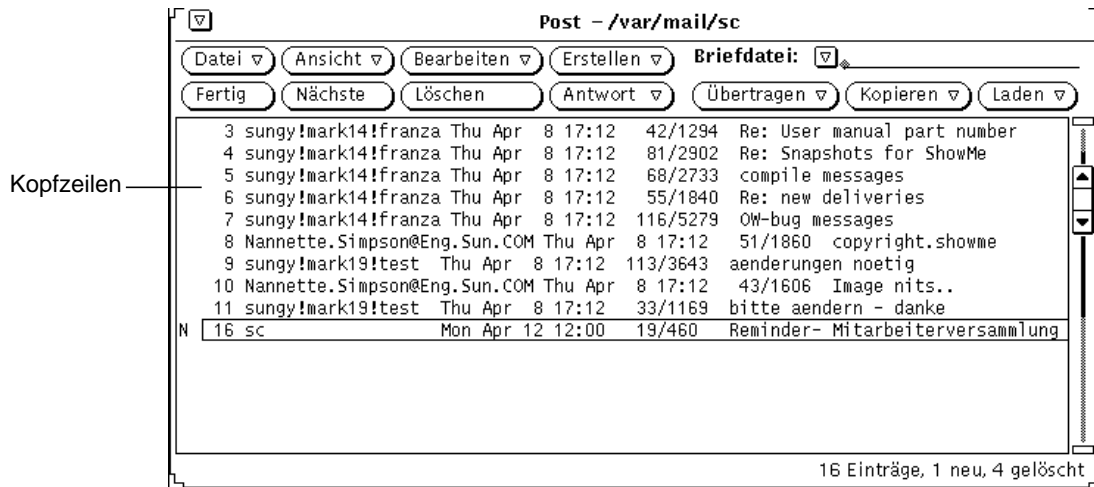 Post – /var/mail/sc
Datei Ansicht Bearbeiten Erstellen Briefdatei:
Fertig Nächste Löschen Antwort Übertragen Kopieren Laden
3 sungy!mark14!franza Thu Apr 8 17:12 42/1294 Re: User manual part number
4 sungy!mark14!franza Thu Apr 8 17:12 81/2902 Re: Snapshots for ShowMe
Kopfzeilen
5 sungy!mark14!franza Thu Apr 8 17:12 68/2733 compile messages
6 sungy!mark14!franza Thu Apr 8 17:12 55/1840 Re: new deliveries
7 sungy!mark14!franza Thu Apr 8 17:12 116/5279 OW-bug messages
8 Nannette.Simpson@Eng.Sun.COM Thu Apr 8 17:12 51/1860 copyright.showme
9 sungy!mark19!test Thu Apr 8 17:12 113/3643 aenderungen noetig
10 Nannette.Simpson@Eng.Sun.COM Thu Apr 8 17:12 43/1606 Image nits..
11 sungy!mark19!test Thu Apr 8 17:12 33/1169 bitte aendern - danke
N 16 sc Mon Apr 12 12:00 19/460 Reminder- Mitarbeiterversammlung
16 Einträge, 1 neu, 4 gelöscht